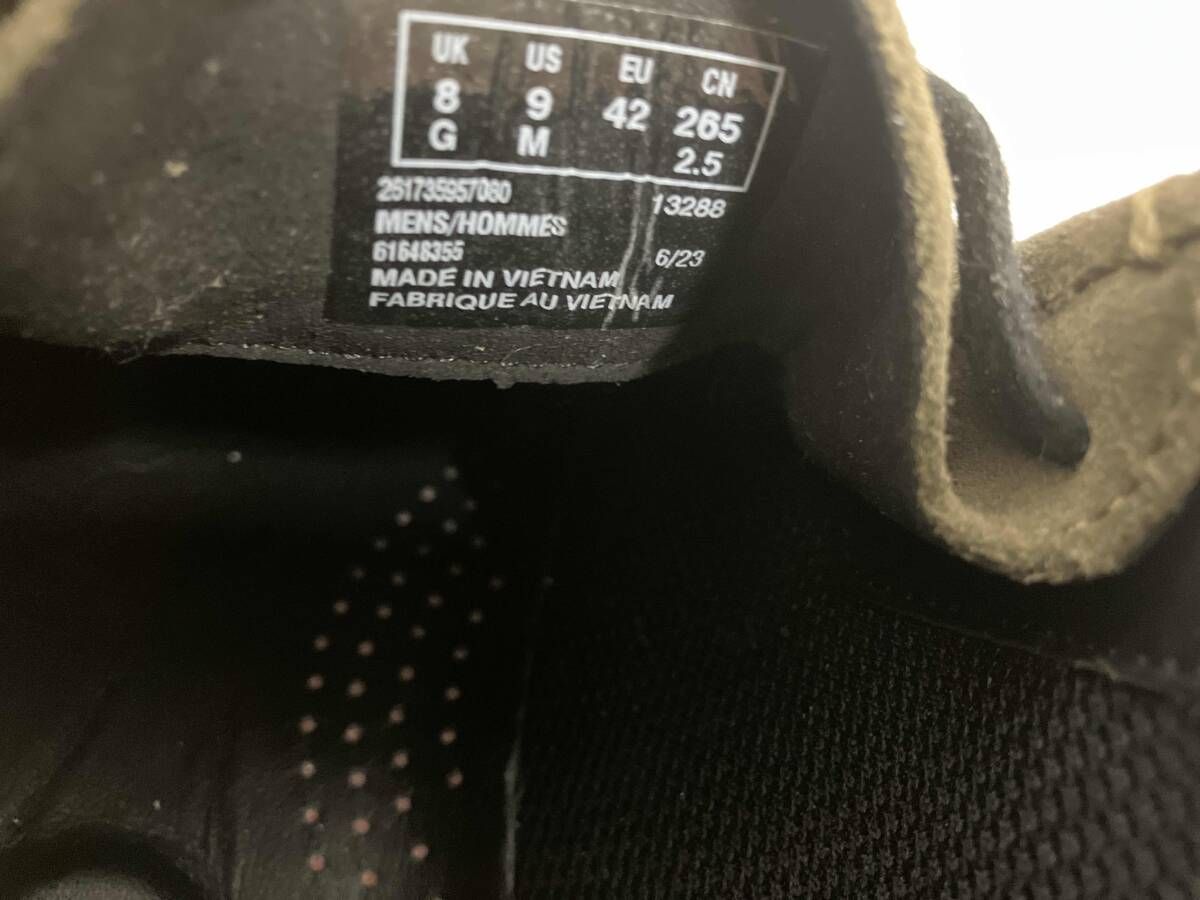 UK US EU CN
8 9 42 265
G M 2.5
261735957080 13288
MENS/HOMMES
61648355 6/23
MADE IN VIETNAM
FABRIQUE AU VIETNAM